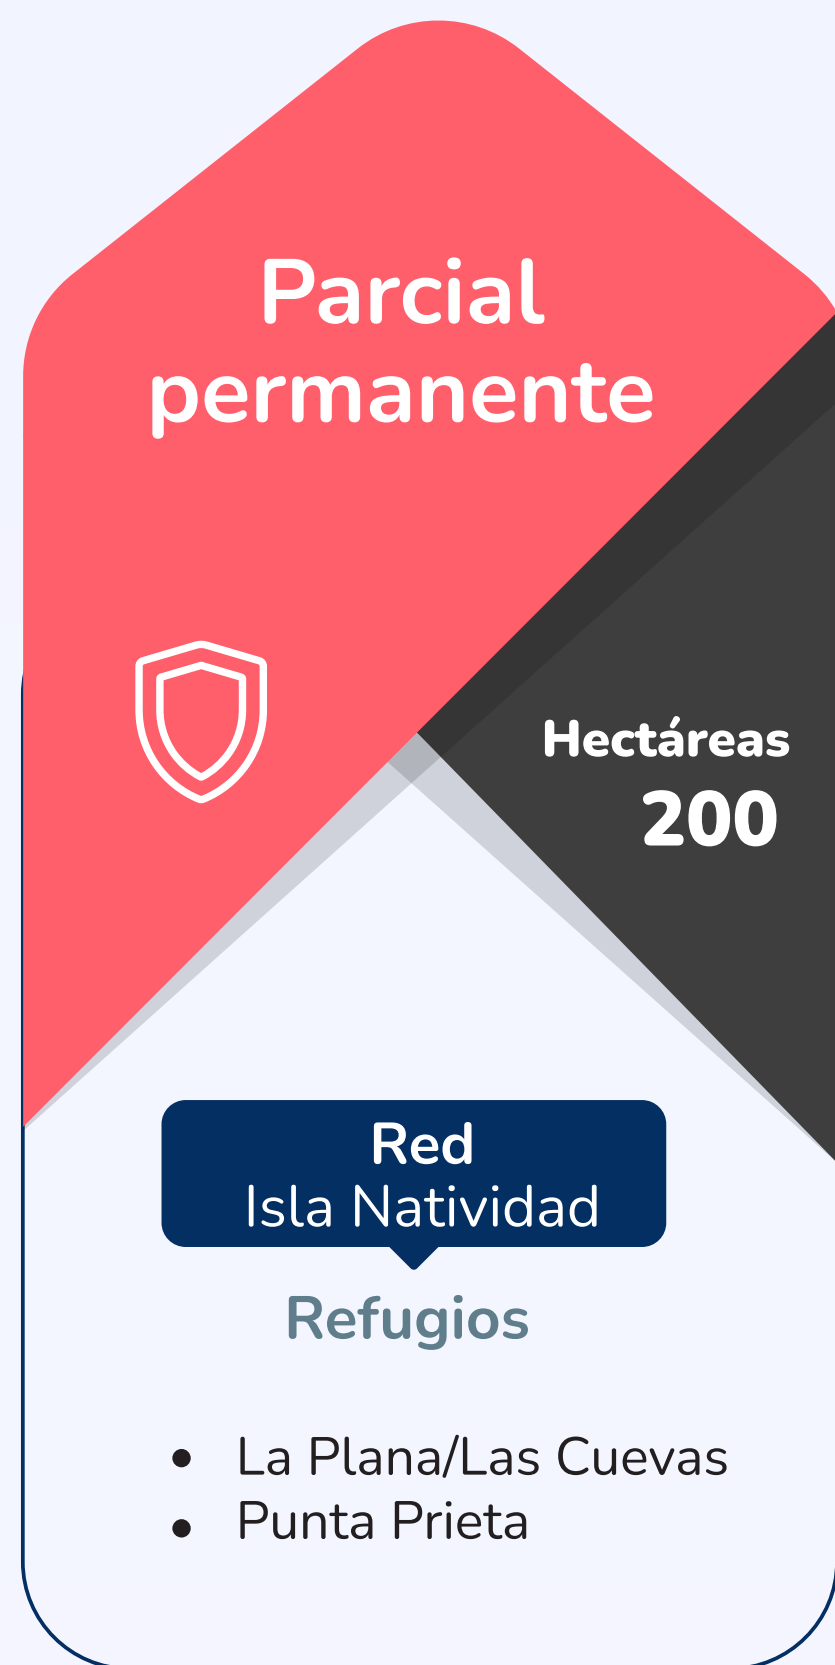 Parcial
permanente
Hectáreas
200
Red
Isla Natividad
Refugios
• La Plana/Las Cuevas
• Punta Prieta